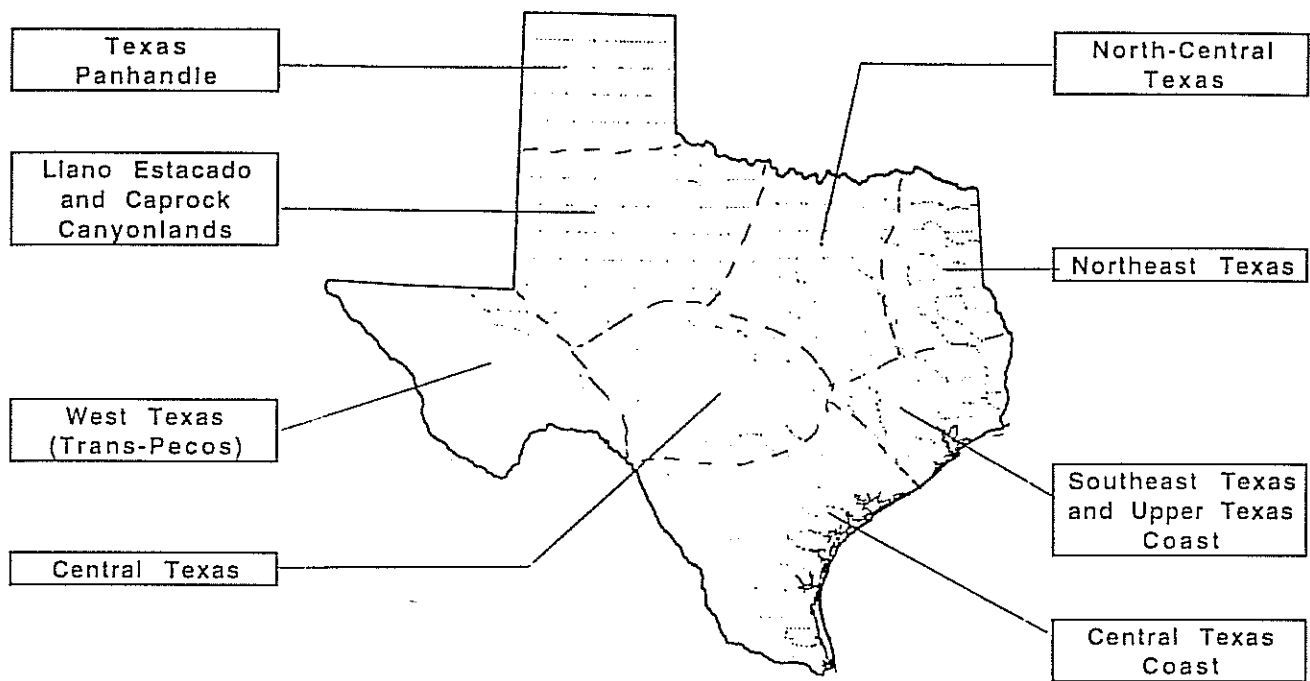 Texas
Panhandle
Llano Estacado
and Caprock
Canyonlands
West Texas
(Trans-Pecos)
Central Texas
North-Central
Texas
Northeast Texas
Southeast Texas
and Upper Texas
Coast
Central Texas
Coast